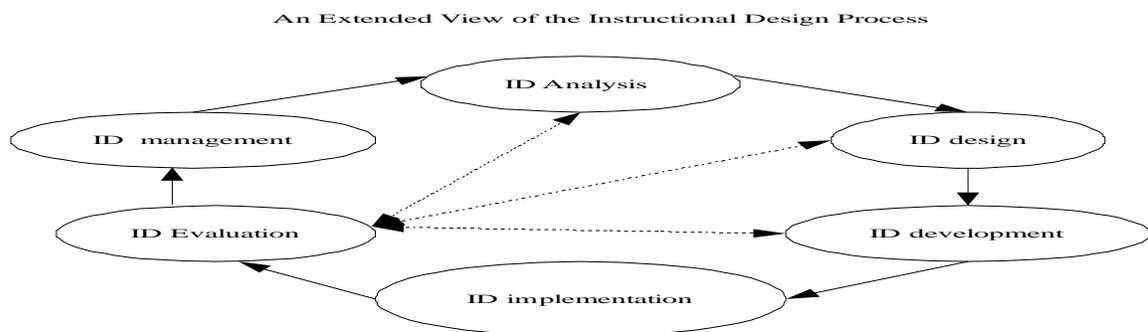 An Extended View of the Instructional Design Process
ID Analysis
ID management
ID design
ID Evaluation
ID development
ID implementation